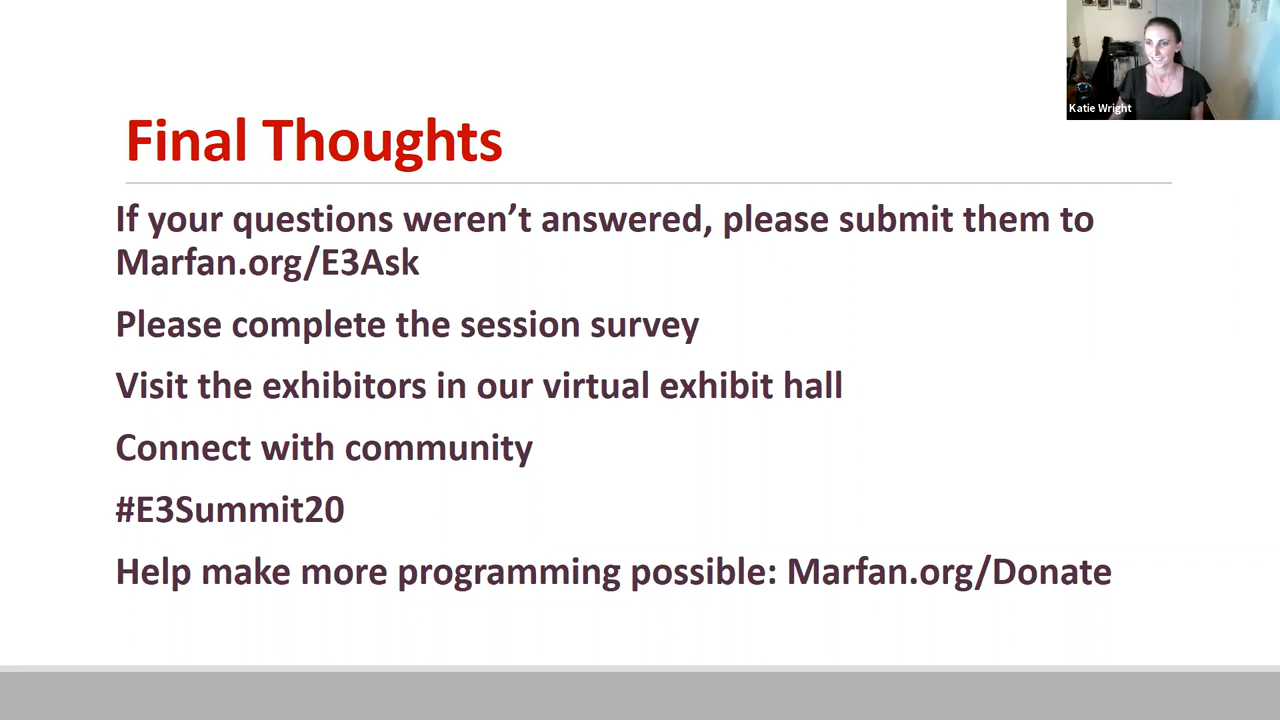 Katie Wright
Final Thoughts
If your questions weren’t answered, please submit them to
Marfan.org/E3Ask
Please complete the session survey
Visit the exhibitors in our virtual exhibit hall
Connect with community
#E3Summit20
Help make more programming possible: Marfan.org/Donate